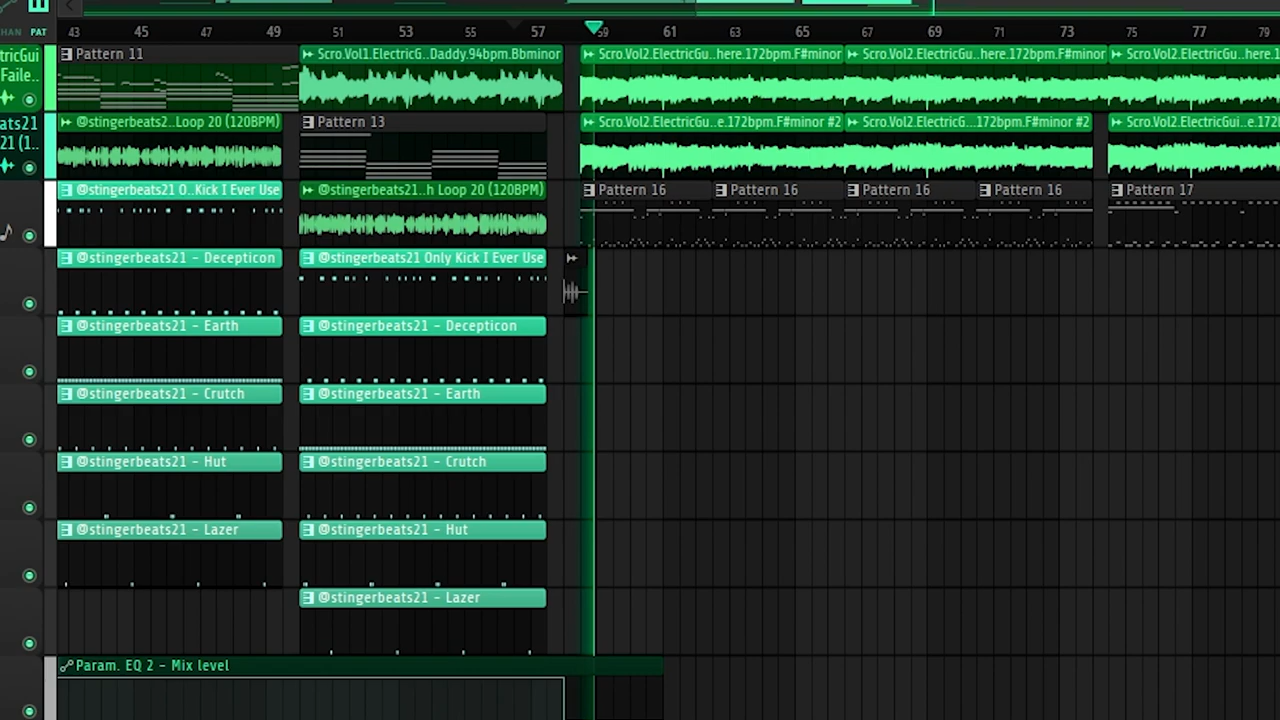 HAN PAT
43 45 47 49 51 53 55 57 59 61 63 65 67 69 71 73 75 77 79
tricGui
Faile..
Pattern 11
Scro.Vol1.ElectricG..Daddy.94bpm.Bbminor
Scro.Vol2.ElectricGu...here.172bpm.F#minor
Scro.Vol2.ElectricGu...here.172bpm.F#minor
Scro.Vol2.ElectricGu...here.1
ats21
21 (1..
@stingerbeats2..Loop 20 (120BPM)
Pattern 13
Scro.Vol2.ElectricGu..e.172bpm.F#minor #2
Scro.Vol2.ElectricG...172bpm.F#minor #2
Scro.Vol2.ElectricGui..e.172
@stingerbeats21 O..Kick I Ever Use
@stingerbeats21..h Loop 20 (120BPM)
Pattern 16
Pattern 16
Pattern 16
Pattern 16
Pattern 17
@stingerbeats21 - Decepticon
@stingerbeats21 Only Kick I Ever Use
@stingerbeats21 - Earth
@stingerbeats21 - Decepticon
@stingerbeats21 - Crutch
@stingerbeats21 - Earth
@stingerbeats21 - Hut
@stingerbeats21 - Crutch
@stingerbeats21 - Lazer
@stingerbeats21 - Hut
@stingerbeats21 - Lazer
Param. EQ 2 - Mix level